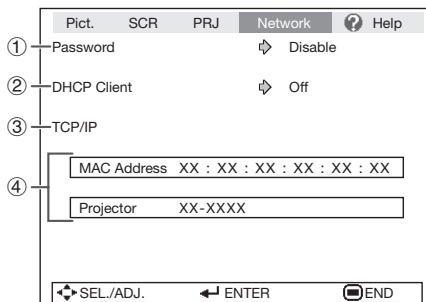 Pict. SCR PRJ Network ? Help
① Password Disable
② DHCP Client Off
③ TCP/IP
④
MAC Address XX : XX : XX : XX : XX : XX
Projector XX-XXXX
SEL./ADJ. ENTER END